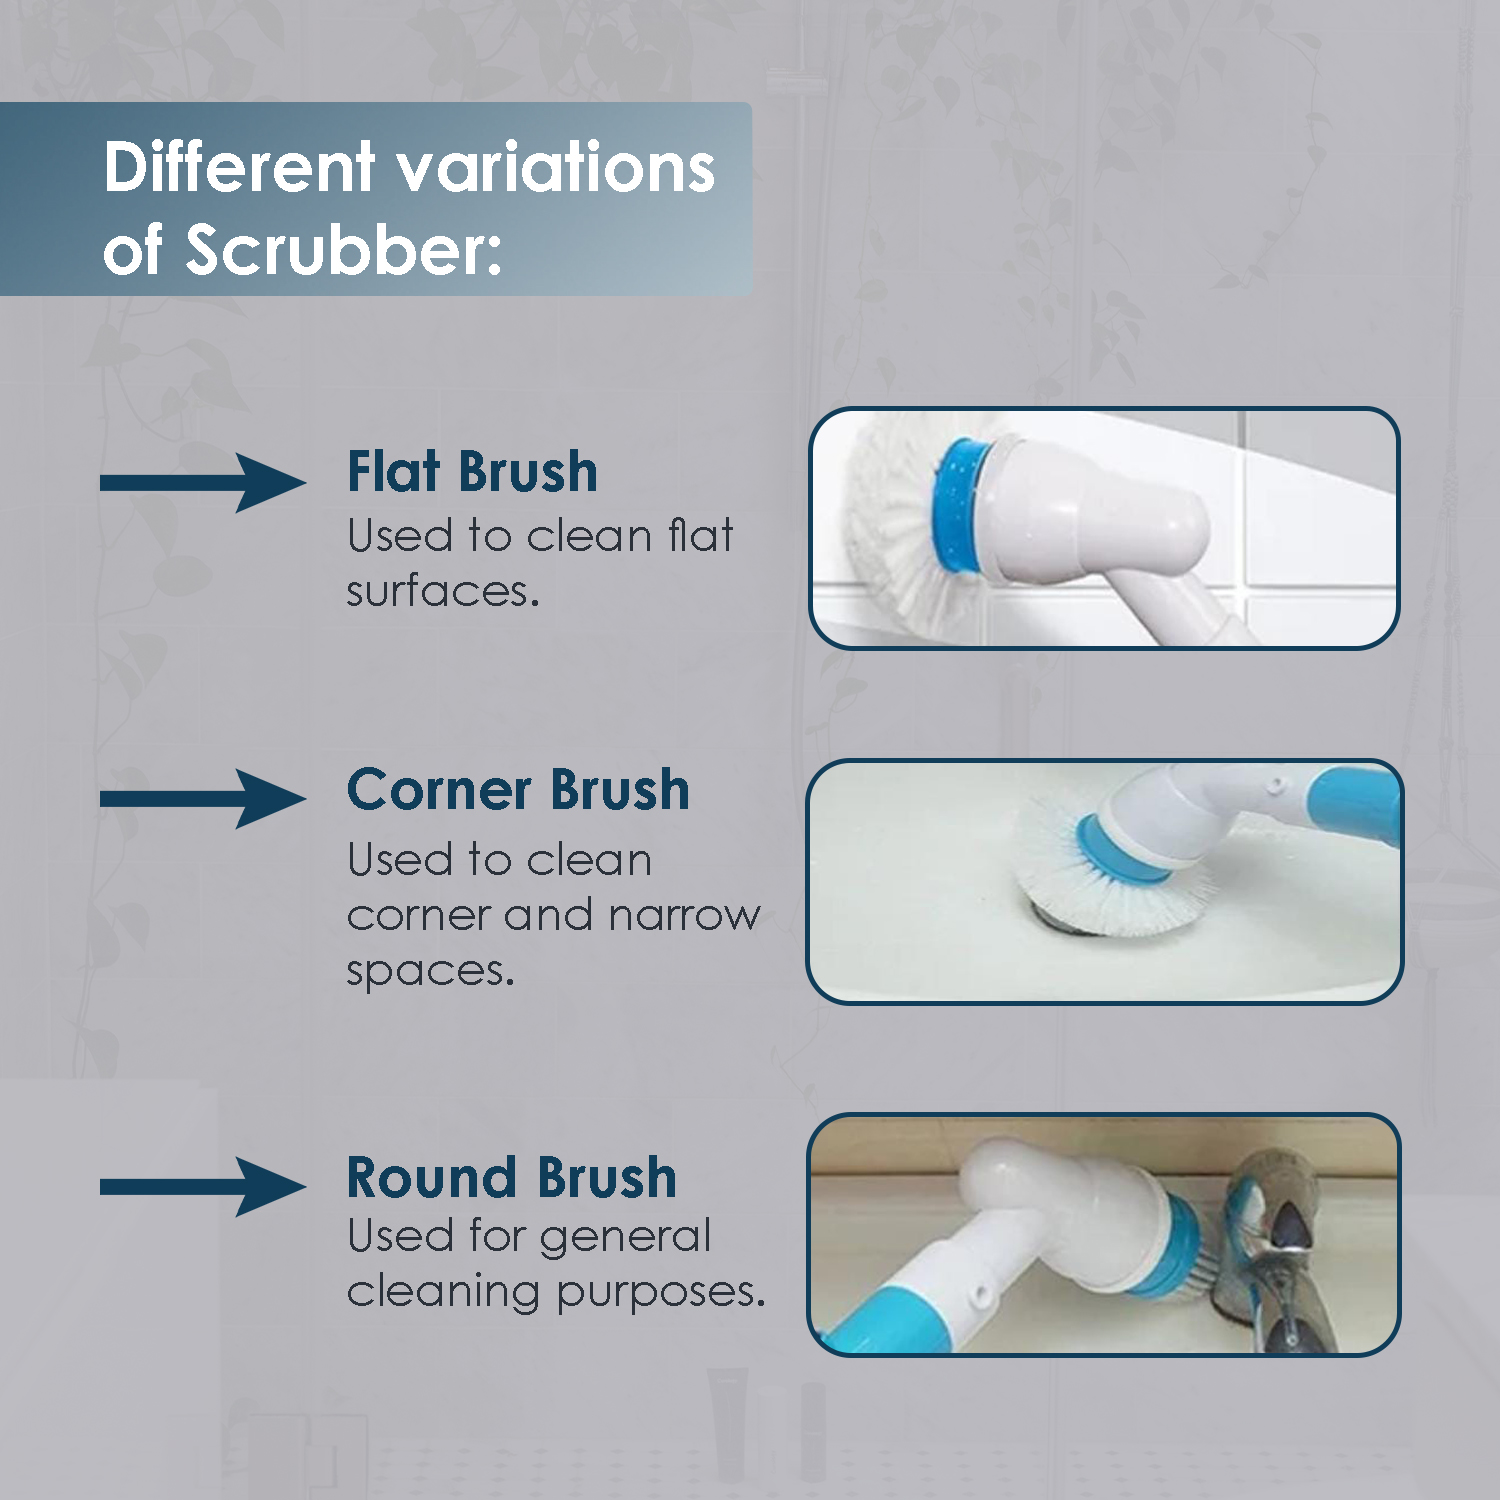 Different variations
of Scrubber:
Flat Brush
Used to clean flat
surfaces.
Corner Brush
Used to clean
corner and narrow
spaces.
Round Brush
Used for general
cleaning purposes.